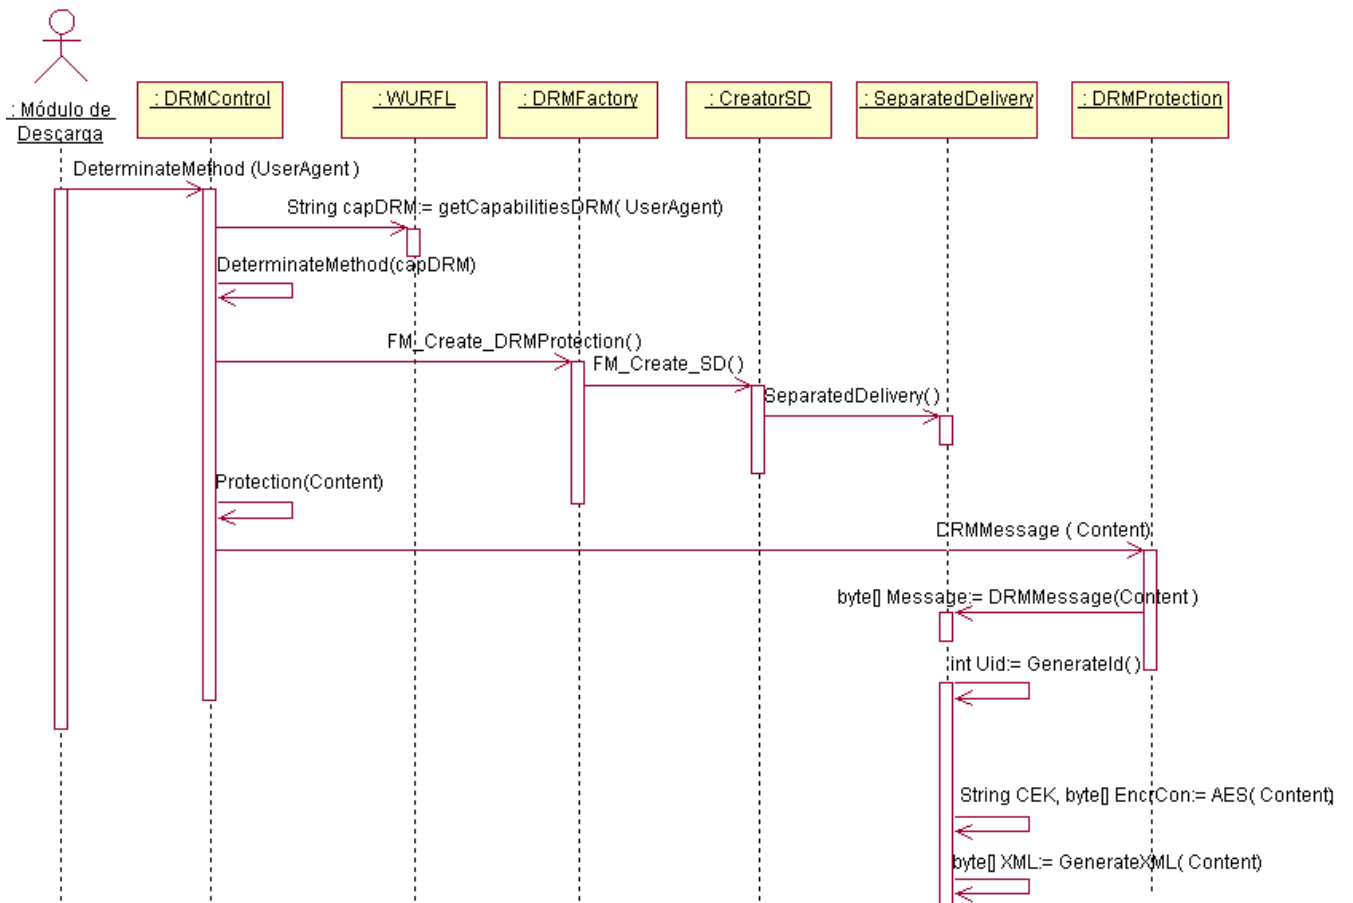 : DRMControl
: WURFL
: DRMFactory
: CreatorSD
: SeparatedDelivery
: DRMProtection
: Módulo de
Descarga
DeterminateMethod (UserAgent )
String capDRM:= getCapabilitiesDRM( UserAgent)
DeterminateMethod(capDRM)
FM_Create_DRMProtection()
FM_Create_SD()
SeparatedDelivery()
Protection(Content)
DRMMessage ( Content)
byte[] Message:= DRMMessage(Content )
int Uid:= GenerateId()
String CEK, byte[] EncrCon:= AES( Content)
byte[] XML:= GenerateXML( Content)